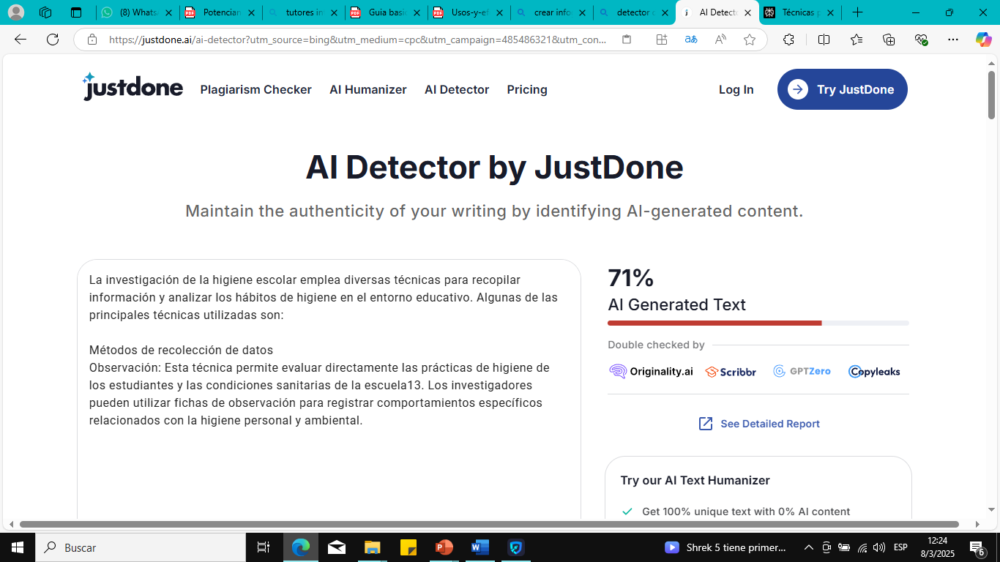 (8) Whats
Potencian
tutores in
Guia basi
Usos-y-ef
crear info
detector d
AI Detect
Técnicas p
https://justdone.ai/ai-detector?utm_source=bing&utm_medium=cpc&utm_campaign=485486321&utm_con...
justdone
Plagiarism Checker
AI Humanizer
AI Detector
Pricing
Log In
Try JustDone
AI Detector by JustDone
Maintain the authenticity of your writing by identifying AI-generated content.
La investigación de la higiene escolar emplea diversas técnicas para recopilar
información y analizar los hábitos de higiene en el entorno educativo. Algunas de las
principales técnicas utilizadas son:
Métodos de recolección de datos
Observación: Esta técnica permite evaluar directamente las prácticas de higiene de
los estudiantes y las condiciones sanitarias de la escuela13. Los investigadores
pueden utilizar fichas de observación para registrar comportamientos específicos
relacionados con la higiene personal y ambiental.
71%
AI Generated Text
Double checked by
Originality.ai
Scribbr
GPTZero
Copyleaks
See Detailed Report
Try our AI Text Humanizer
Get 100% unique text with 0% AI content
Buscar
Shrek 5 tiene primer...
ESP
12:24
8/3/2025
6